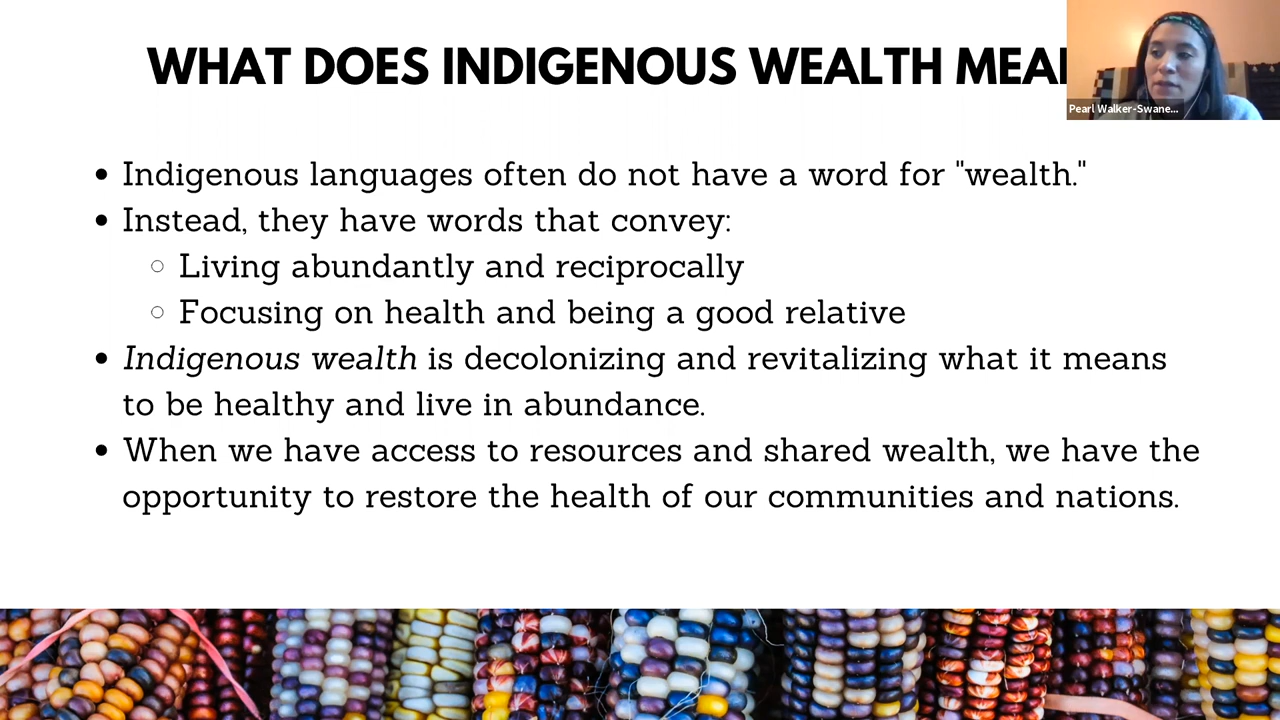 WHAT DOES INDIGENOUS WEALTH
Pearl Walker-Swane...
• Indigenous languages often do not have a word for "wealth."
• Instead, they have words that convey:
○ Living abundantly and reciprocally
○ Focusing on health and being a good relative
• Indigenous wealth is decolonizing and revitalizing what it means
to be healthy and live in abundance.
• When we have access to resources and shared wealth, we have the
opportunity to restore the health of our communities and nations.